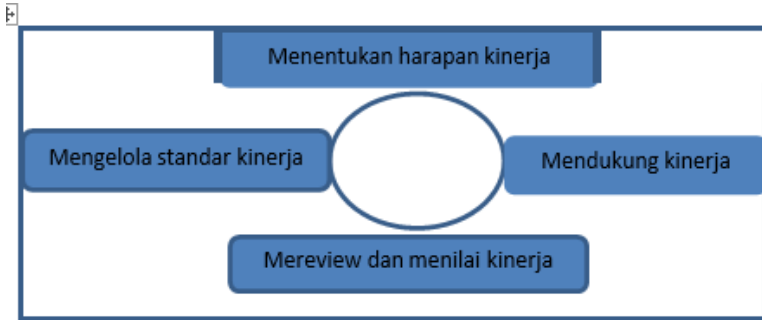 Menentukan harapan kinerja
Mengelola standar kinerja
Mendukung kinerja
Mereview dan menilai kinerja